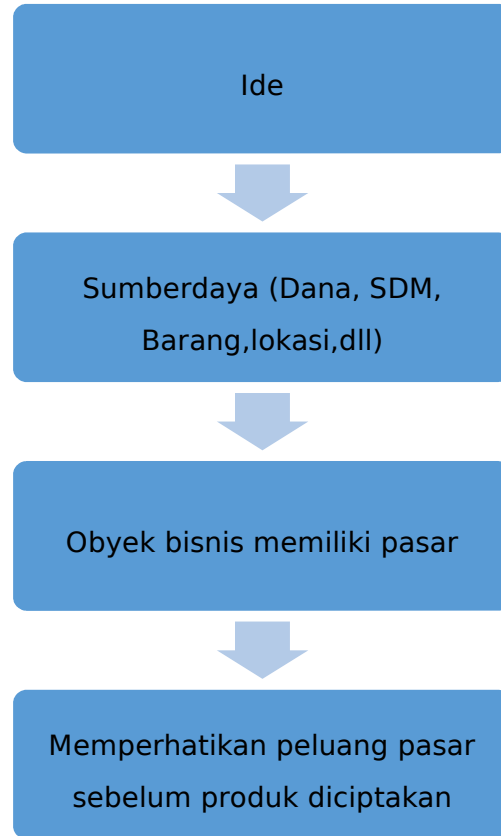 Ide
Sumberdaya (Dana, SDM,
Barang,lokasi,dll)
Obyek bisnis memiliki pasar
Memperhatikan peluang pasar
sebelum produk diciptakan